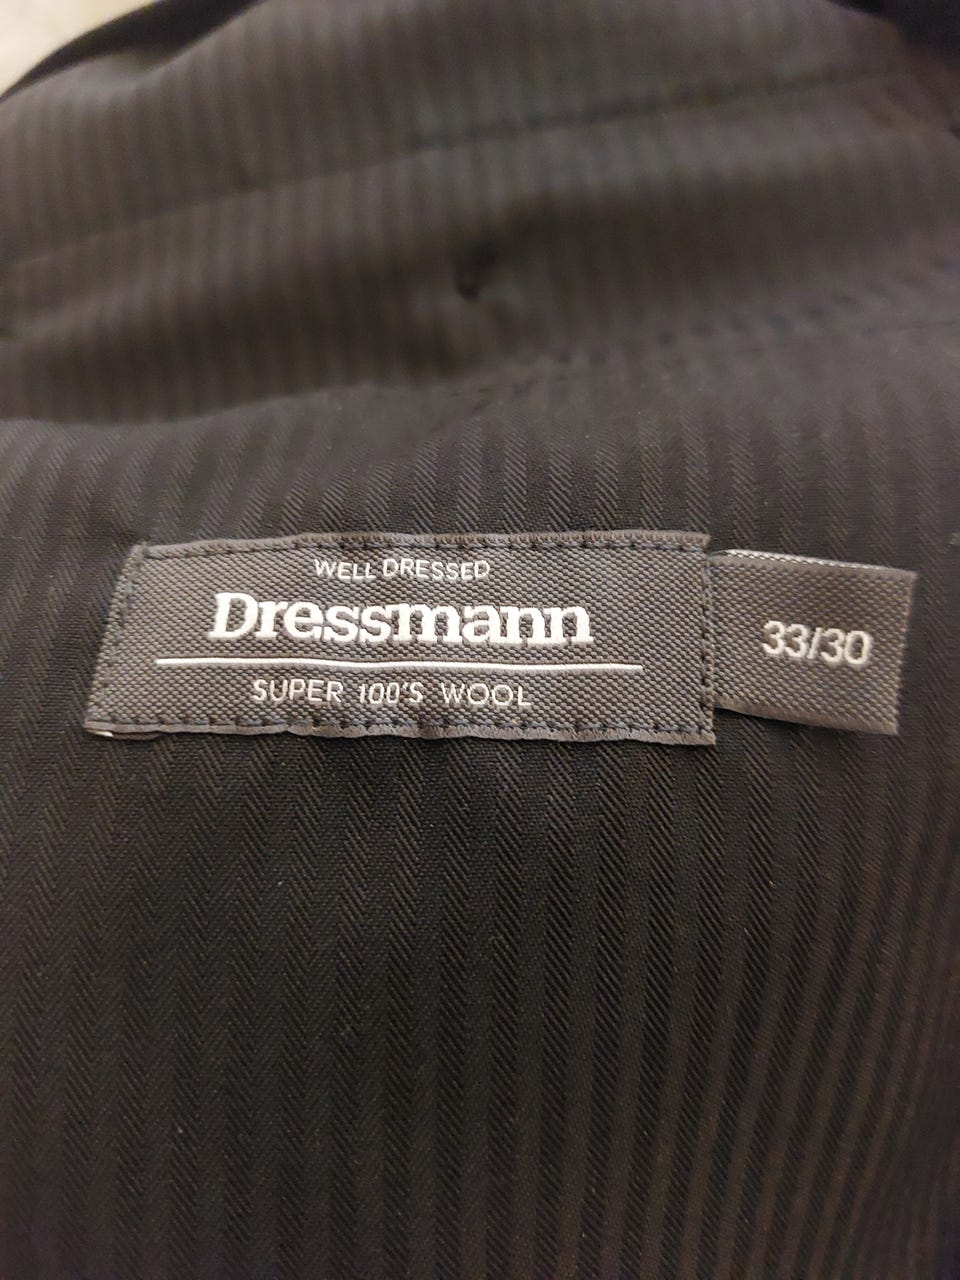 WELL DRESSED
Dressmann
SUPER 100'S WOOL
33/30